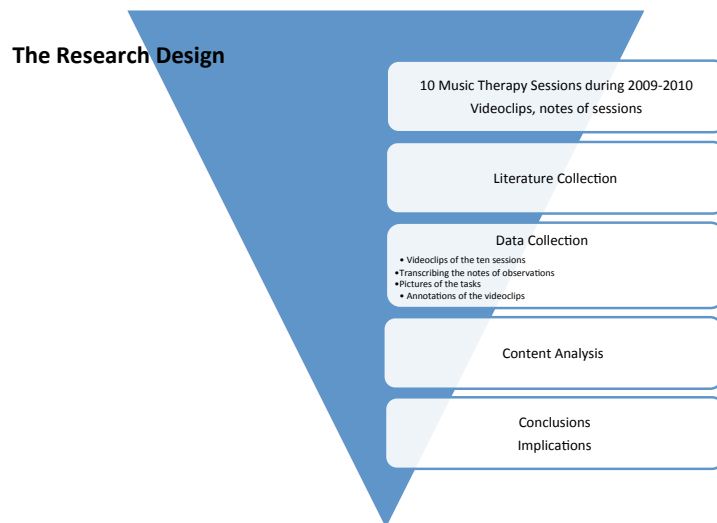 The Research Design
10 Music Therapy Sessions during 2009-2010
Videoclips, notes of sessions
Literature Collection
Data Collection
• Videoclips of the ten sessions
•Transcribing the notes of observations
•Pictures of the tasks
• Annotations of the videoclips
Content Analysis
Conclusions
Implications